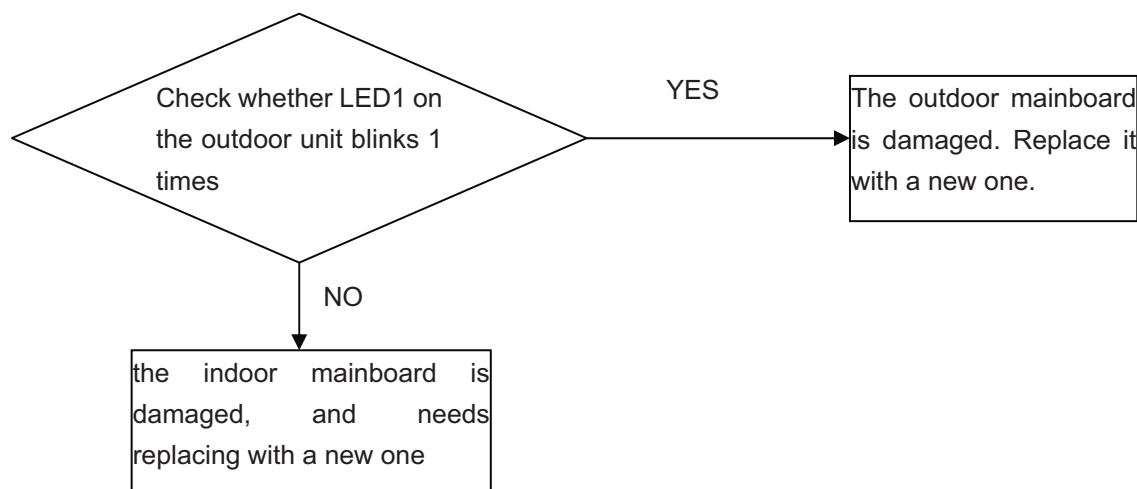 Check whether LED1 on
the outdoor unit blinks 1
times
YES
The outdoor mainboard
is damaged. Replace it
with a new one.
NO
the indoor mainboard is
damaged, and needs
replacing with a new one